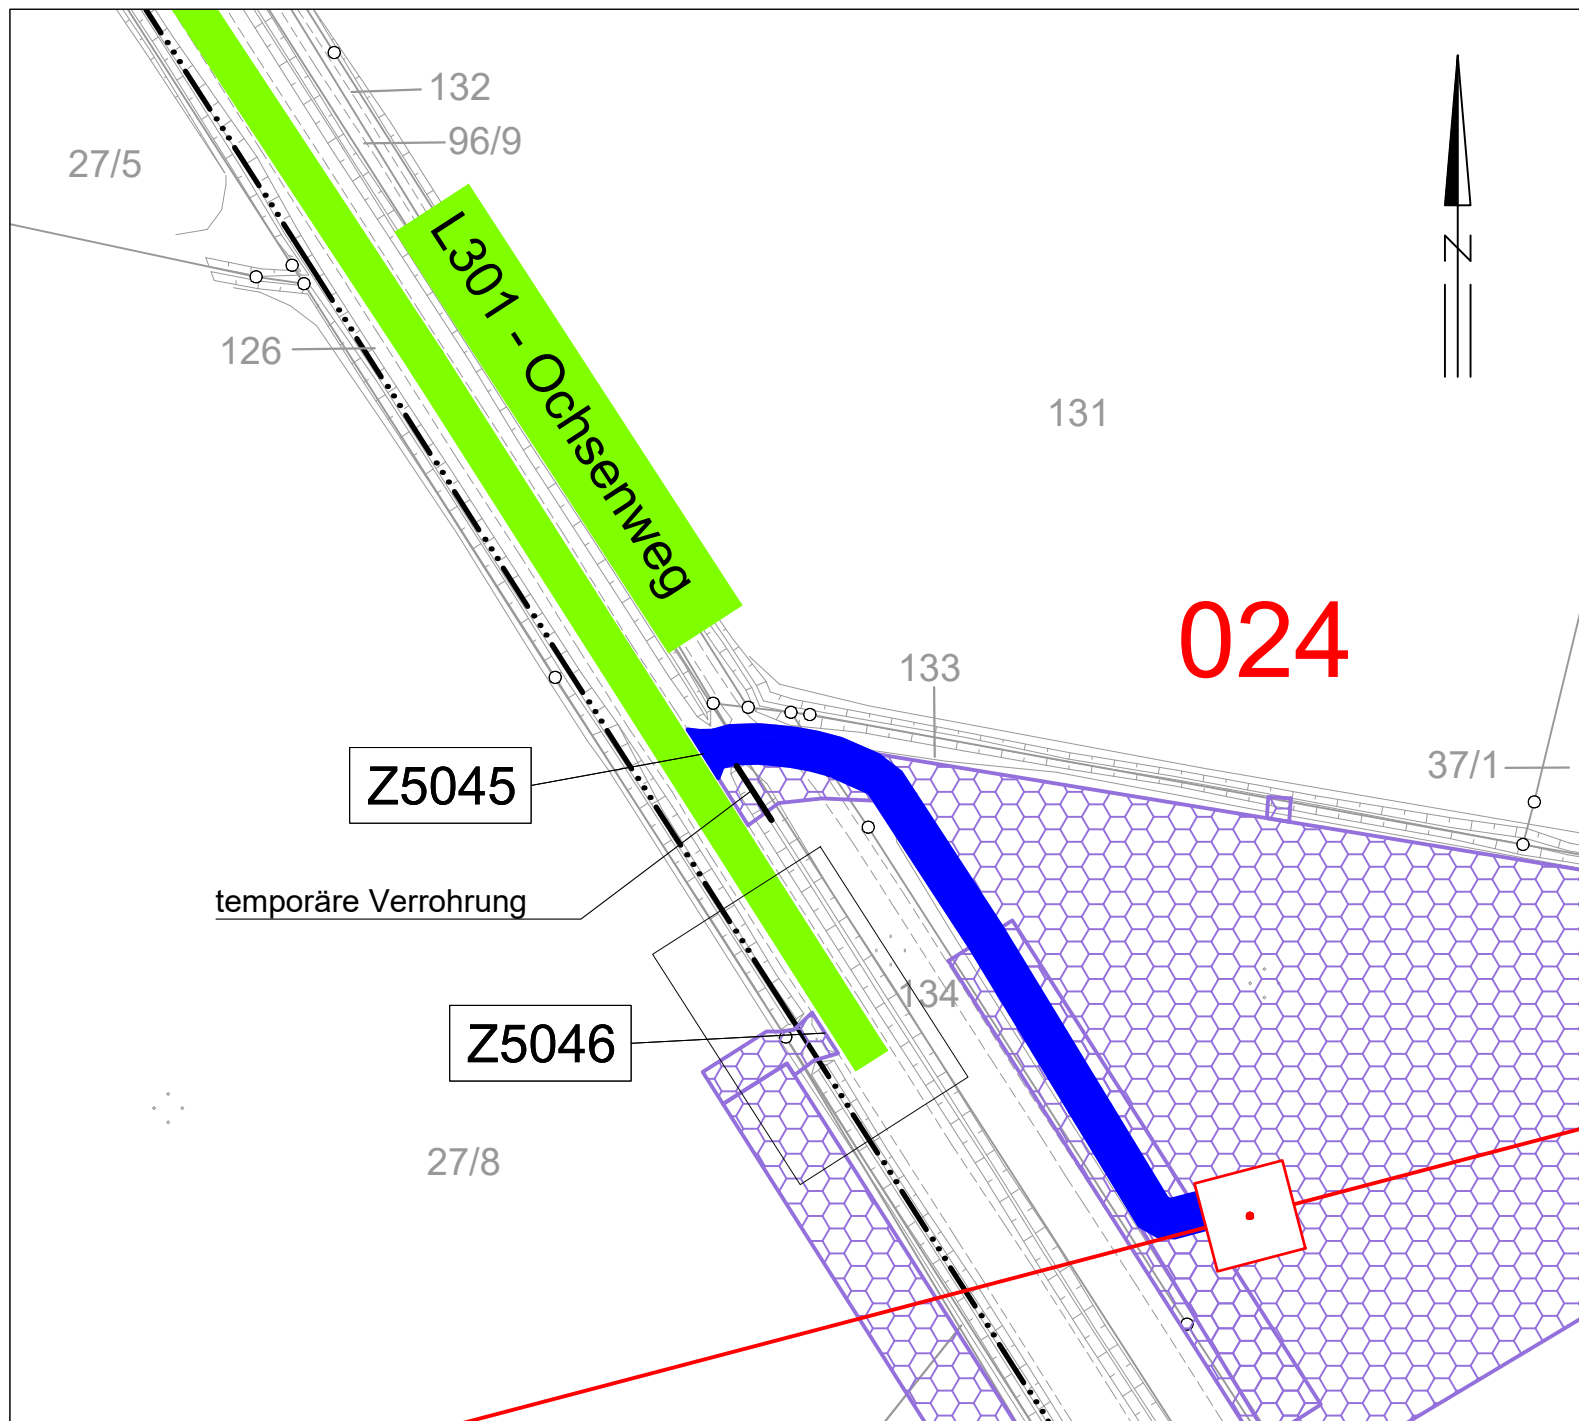 132
96/9
27/5
L301 - Ochsenweg
N
126
131
024
133
37/1
Z5045
temporäre Verrohrung
134
Z5046
27/8